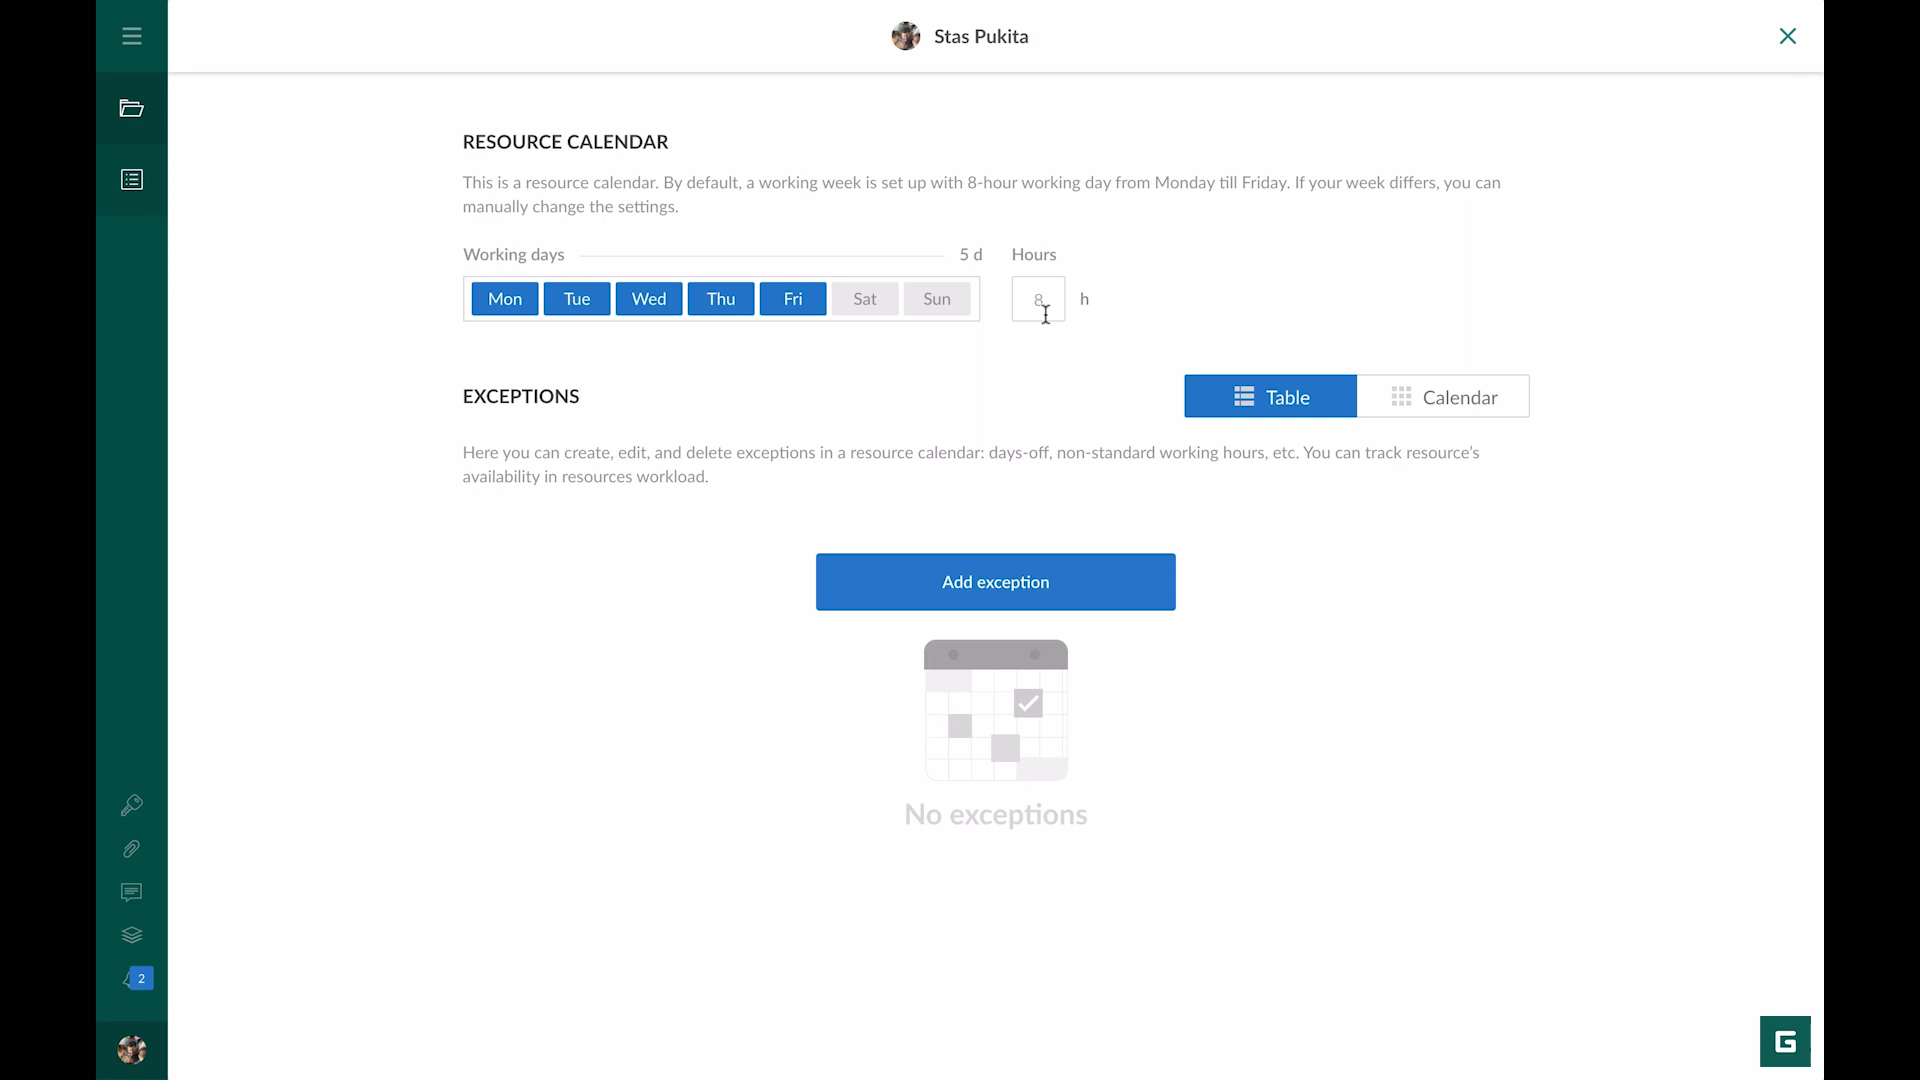 Stas Pukita
RESOURCE CALENDAR
This is a resource calendar. By default, a working week is set up with 8-hour working day from Monday till Friday. If your week differs, you can
manually change the settings.
Working days 5 d Hours
Mon Tue Wed Thu Fri Sat Sun 8 h
EXCEPTIONS Table Calendar
Here you can create, edit, and delete exceptions in a resource calendar: days-off, non-standard working hours, etc. You can track resource's
availability in resources workload.
Add exception
No exceptions
2
G